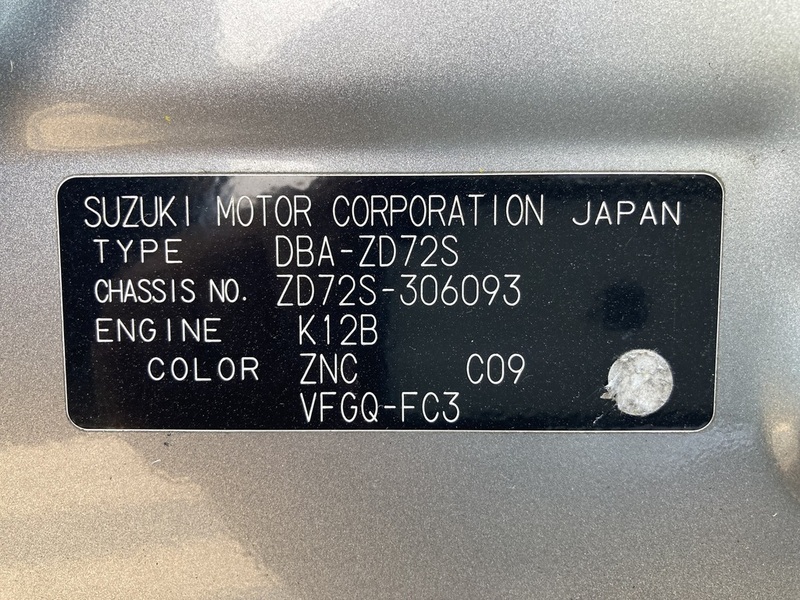 SUZUKI MOTOR CORPORATION JAPAN
TYPE DBA-ZD72S
CHASSIS NO. ZD72S-306093
ENGINE K12B
COLOR ZNC C09
VFGQ-FC3